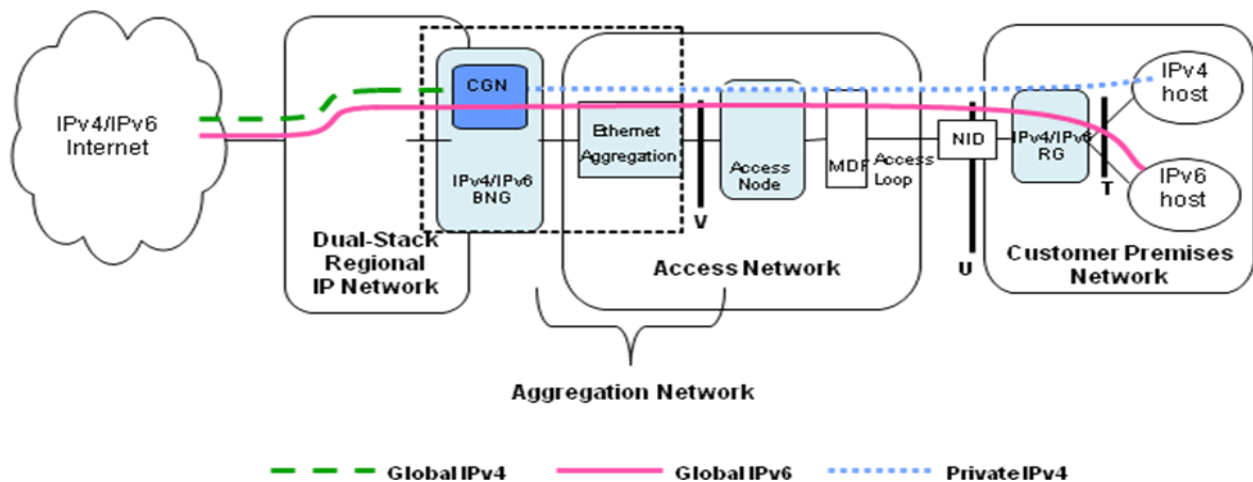 IPv4/IPv6
Internet
CGN
IPv4/IPv6
BNG
Dual-Stack
Regional
IP Network
Ethernet
Aggregation
V
Access
Node
MDF
Access
Loop
Access Network
NID
U
IPv4/IPv6
RG
T
IPv4
host
IPv6
host
Customer Premises
Network
Aggregation Network
Global IPv4
Global IPv6
Private IPv4